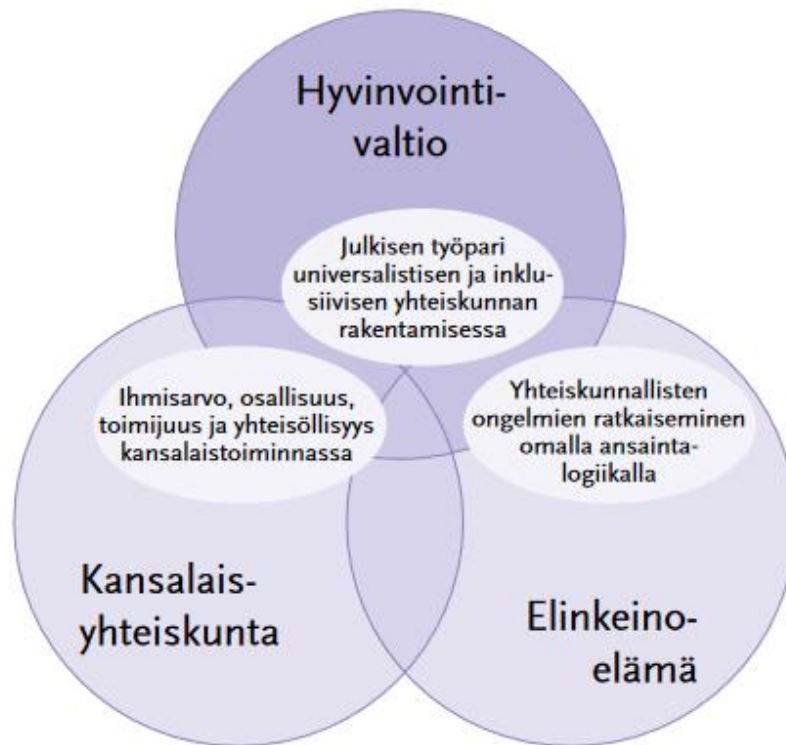 Hyvinvointi-
valtio
Julkisen työpari
universalistisen ja inklu-
siivisen yhteiskunnan
rakentamisessa
Ihmisarvo, osallisuus,
toimijuus ja yhteisöllisyys
kansalaistoiminnassa
Yhteiskunnallisten
ongelmien ratkaiseminen
omalla ansainta-
logiikalla
Kansalais-
yhteiskunta
Elinkeino-
elämä